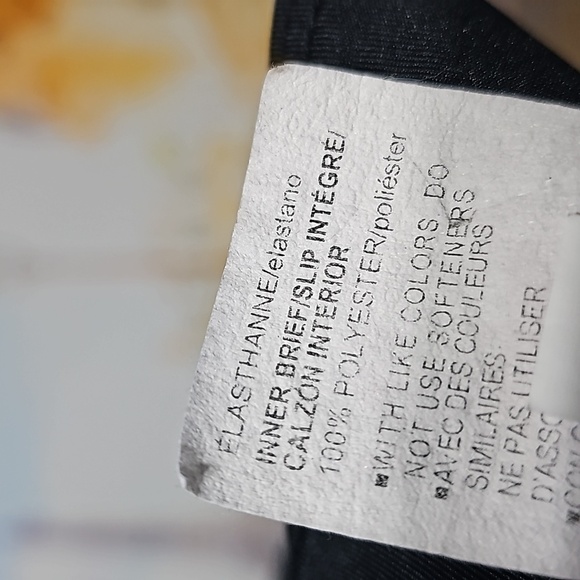 ÉLASTHANNE/elastano
INNER BRIEF/SLIP INTÉGRÉ/
CALZÓN INTERIOR
100% POLYESTER/poliéster
WITH LIKE COLORS DO
NOT USE SOFTENERS
AVEC DES COULEURS
SIMILAIRES
NE PAS UTILISER
D'ASSO